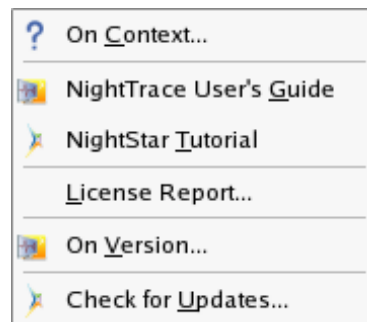 On Context...
NightTrace User's Guide
NightStar Tutorial
License Report...
On Version...
Check for Updates...